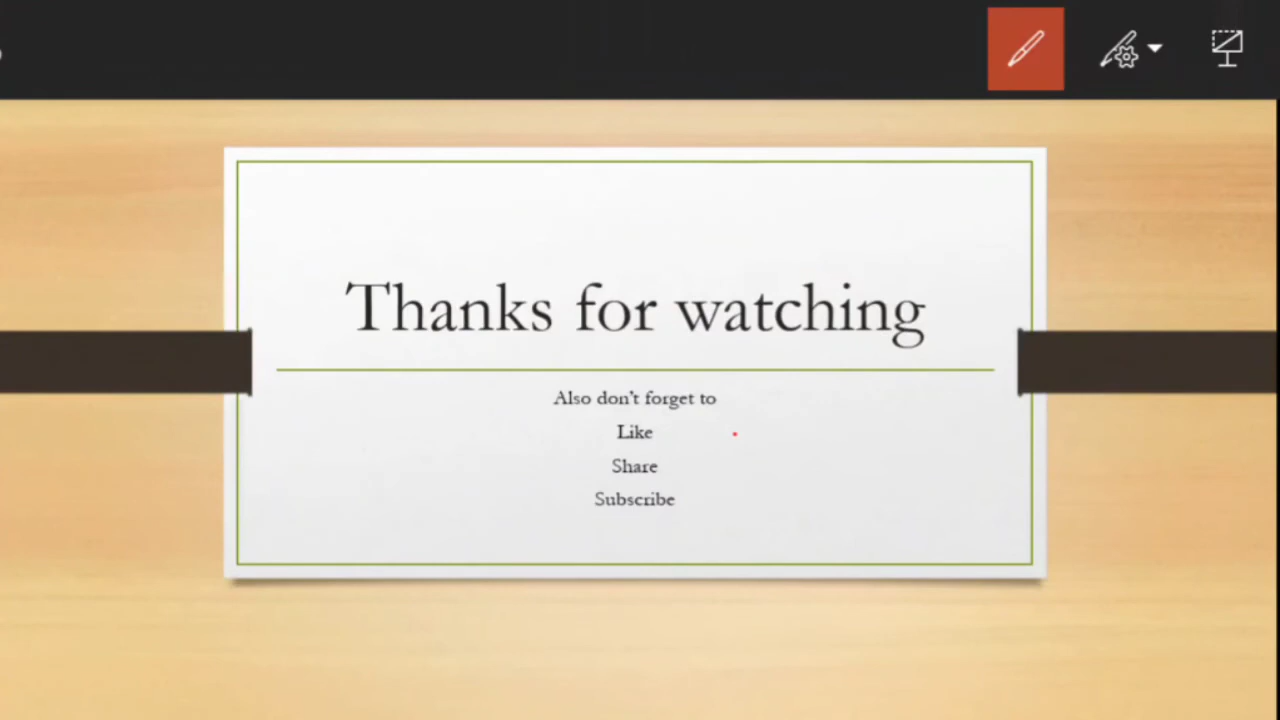 Thanks for watching
Also don't forget to
Like
Share
Subscribe